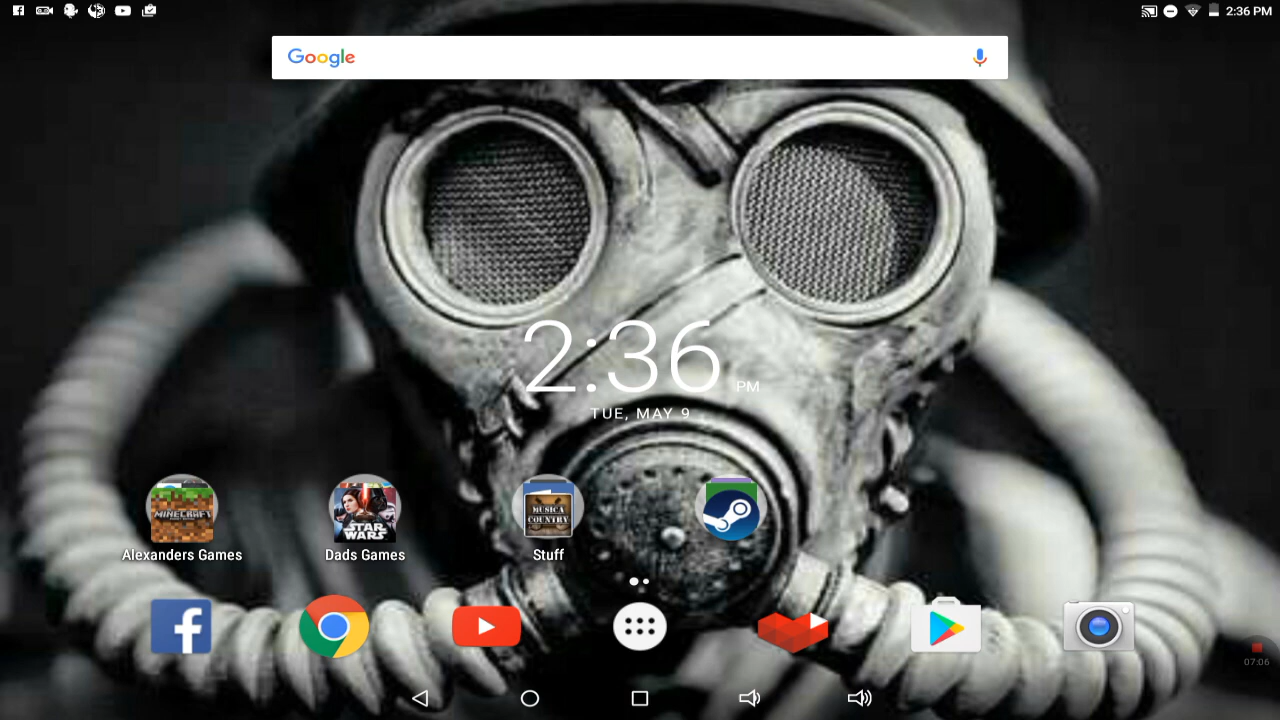 2:36 PM
Google
2:36 PM
TUE, MAY 9
MINECRAFT
STAR
WARS
MUSICA
COUNTRY
Alexanders Games
Dads Games
Stuff
07:06